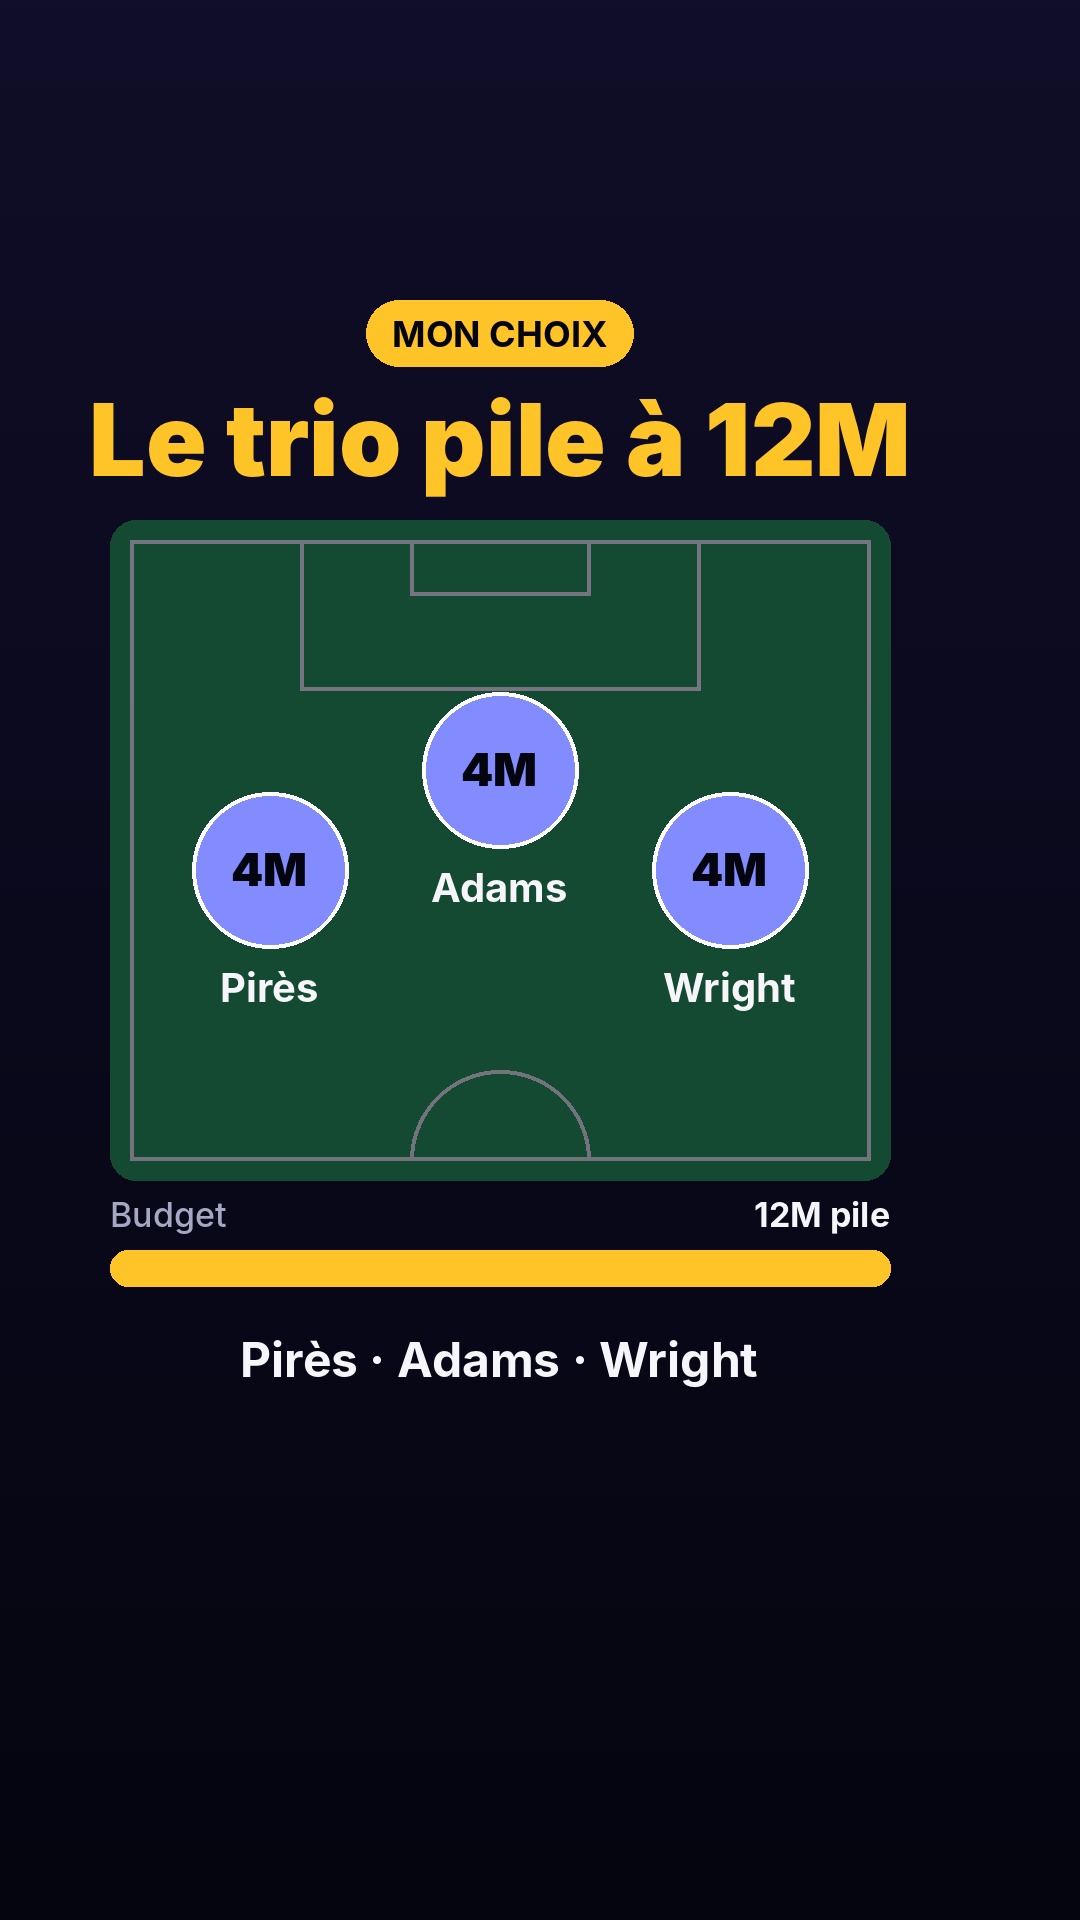 MON CHOIX
Le trio pile à 12M
4M
Adams
4M
Pirès
4M
Wright
Budget
12M pile
Pirès · Adams · Wright